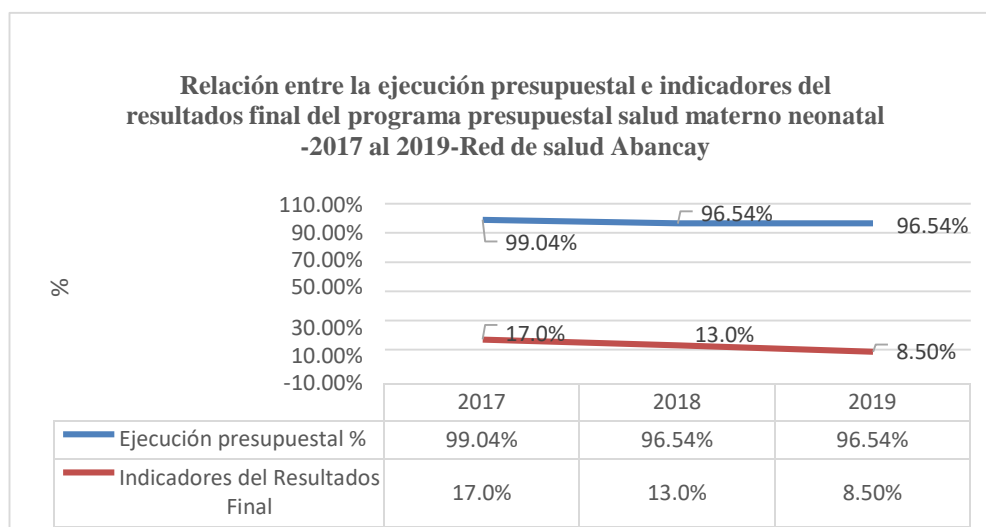 Relación entre la ejecución presupuestal e indicadores del
resultados final del programa presupuestal salud materno neonatal
-2017 al 2019-Red de salud Abancay
110.00%
90.00%
70.00%
50.00%
30.00%
10.00%
-10.00%
%
99.04%
96.54%
96.54%
17.0%
13.0%
8.50%
2017 2018 2019
Ejecución presupuestal % 99.04% 96.54% 96.54%
Indicadores del Resultados
Final 17.0% 13.0% 8.50%